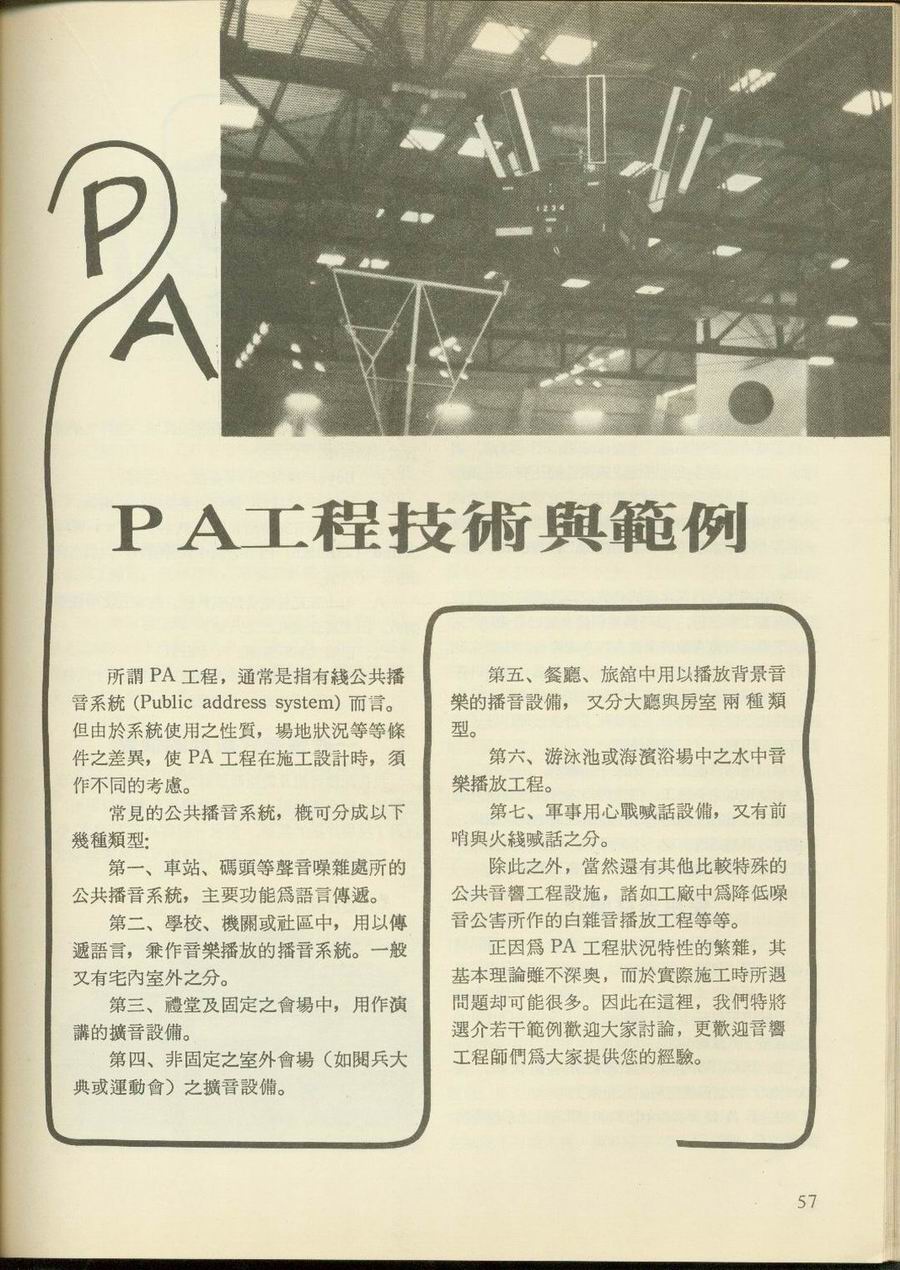 1234
PA
PA工程技術與範例
所謂 PA 工程，通常是指有綫公共播
音系統 (Public address system) 而言。
但由於系統使用之性質，場地狀況等等條
件之差異，使 PA 工程在施工設計時，須
作不同的考慮。
常見的公共播音系統，概可分成以下
幾種類型:
第一、車站、碼頭等聲音噪雜處所的
公共播音系統，主要功能爲語言傳遞。
第二、學校、機關或社區中，用以傳
遞語言，兼作音樂播放的播音系統。一般
又有宅內室外之分。
第三、禮堂及固定之會場中，用作演
講的擴音設備。
第四、非固定之室外會場（如閱兵大
典或運動會）之擴音設備。
第五、餐廳、旅舘中用以播放背景音
樂的播音設備，又分大廳與房室兩種類
型。
第六、游泳池或海濱浴場中之水中音
樂播放工程。
第七、軍事用心戰喊話設備，又有前
哨與火綫喊話之分。
除此之外，當然還有其他比較特殊的
公共音響工程設施，諸如工廠中爲降低噪
音公害所作的白雜音播放工程等等。
正因爲 PA 工程狀況特性的繁雜，其
基本理論雖不深奥，而於實際施工時所遇
問題却可能很多。因此在這裡，我們特將
選介若干範例歡迎大家討論，更歡迎音響
工程師們爲大家提供您的經驗。
57